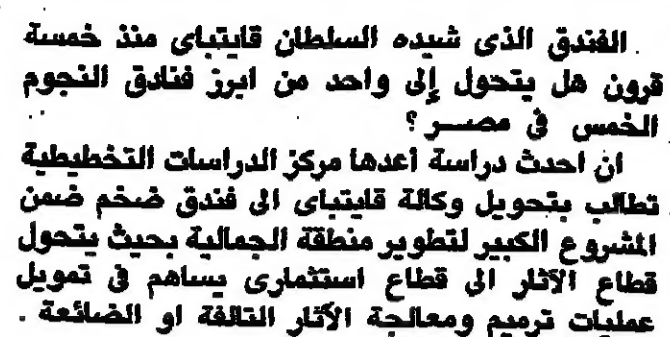 الفندق الذى شيده السلطان قايتباى منذ خمسة
قرون هل يتحول إلى واحد من ابرز فنادق النجوم
الخمس فى مصــر ؟
ان احدث دراسة أعدها مركز الدراسات التخطيطية
تطالب بتحويل وكالة قايتباى الى فندق ضخم ضمن
المشروع الكبير لتطوير منطقة الجمالية بحيث يتحول
قطاع الآثار الى قطاع استثمارى يساهم فى تمويل
عمليات ترميم ومعالجة الآثار التالفة او الضائعة .